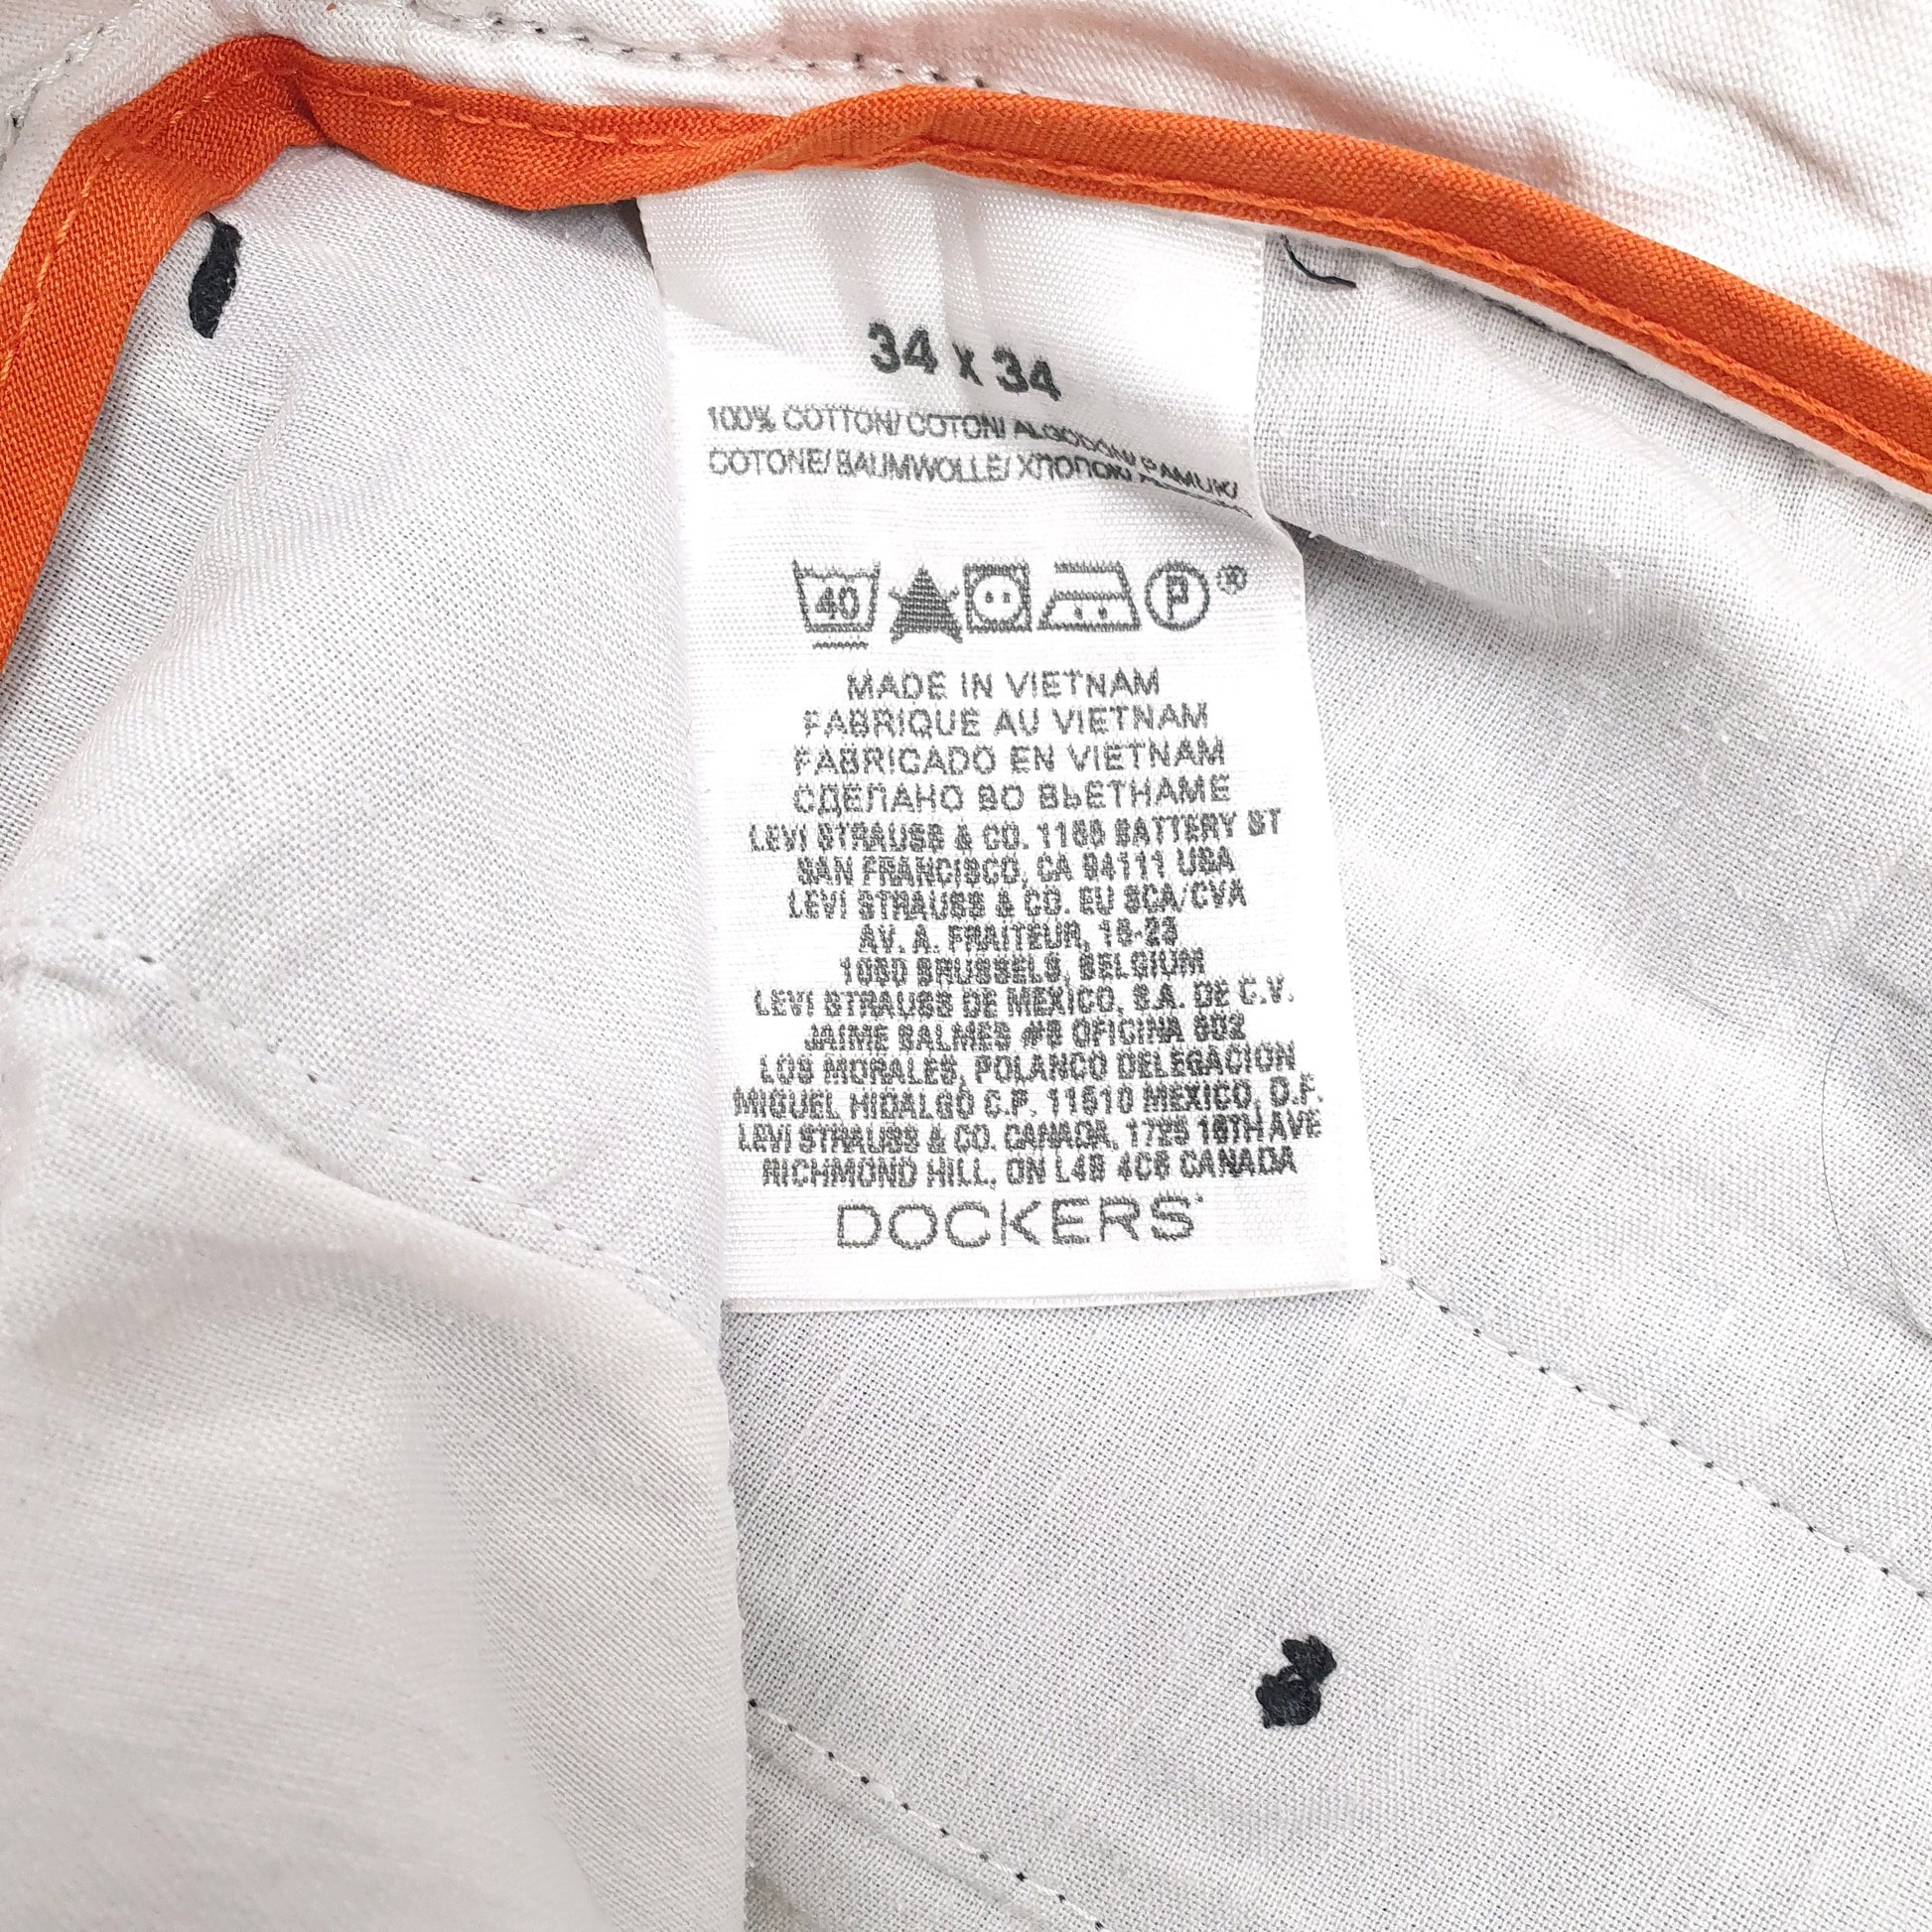 34 x 34
100% COTTON/ COTON/ ALGODON/ PAMUK/
COTONE/ BAUMWOLLE/ ХЛОПОК/
40 P ®
MADE IN VIETNAM
FABRIQUE AU VIETNAM
FABRICADO EN VIETNAM
СДЕЛАНО ВО ВЬЕТНАМЕ
LEVI STRAUSS & CO. 1155 BATTERY ST
SAN FRANCISCO, CA 94111 USA
LEVI STRAUSS & CO. EU SCA/CVA
AV. A. FRAITEUR, 15-23
1050 BRUSSELS, BELGIUM
LEVI STRAUSS DE MEXICO, S.A. DE C.V.
JAIME BALMES #8 OFICINA 802
LOS MORALES, POLANCO DELEGACION
MIGUEL HIDALGO C.P. 11510 MEXICO, D.F.
LEVI STRAUSS & CO. CANADA, 1725 16TH AVE
RICHMOND HILL, ON L4B 4C6 CANADA
DOCKERS